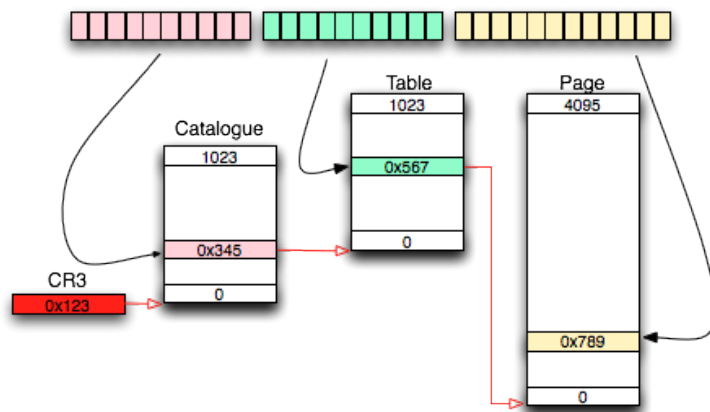 Table
Page
1023
4095
Catalogue
1023
0x567
0x345
0
CR3
0
0x123
0x789
0